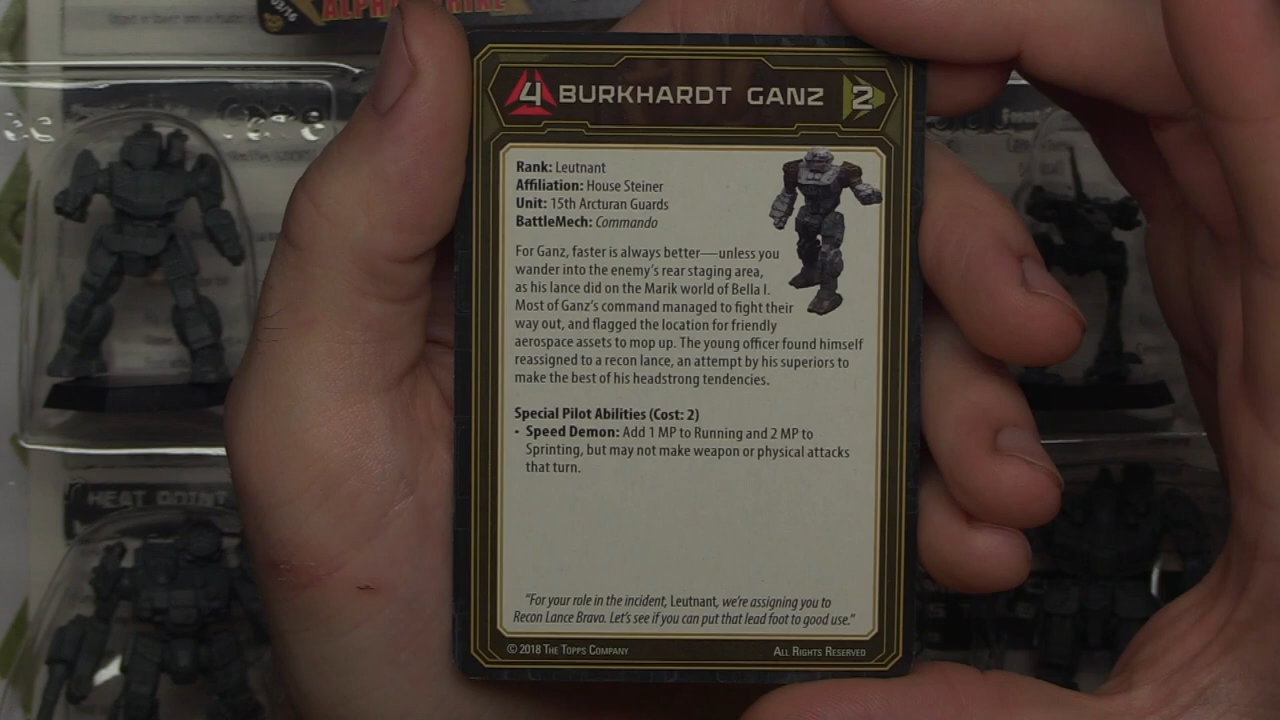 03/16
ALPHA STRIKE
4 BURKHARDT GANZ 2
Rank: Leutnant
Affiliation: House Steiner
Unit: 15th Arcturan Guards
BattleMech: Commando
For Ganz, faster is always better—unless you
wander into the enemy's rear staging area,
as his lance did on the Marik world of Bella I.
Most of Ganz's command managed to fight their
way out, and flagged the location for friendly
aerospace assets to mop up. The young officer found himself
reassigned to a recon lance, an attempt by his superiors to
make the best of his headstrong tendencies.
Special Pilot Abilities (Cost: 2)
• Speed Demon: Add 1 MP to Running and 2 MP to
Sprinting, but may not make weapon or physical attacks
that turn.
"For your role in the incident, Leutnant, we're assigning you to
Recon Lance Bravo. Let's see if you can put that lead foot to good use."
© 2018 The Topps Company
All Rights Reserved
HEAT POINT